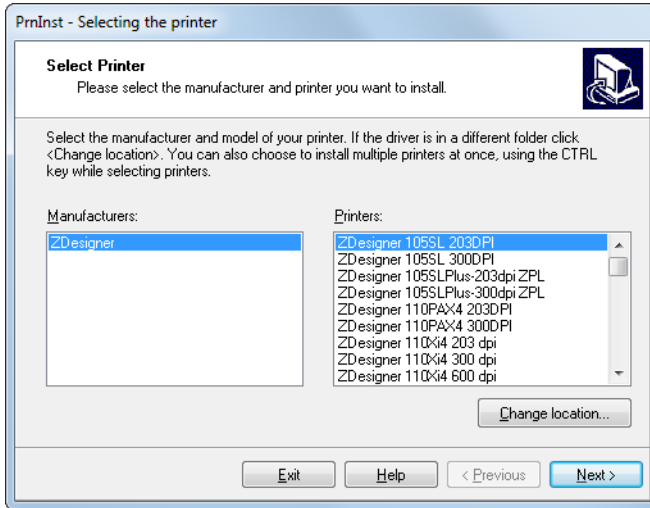 PrnInst - Selecting the printer
Select Printer
Please select the manufacturer and printer you want to install.
Select the manufacturer and model of your printer. If the driver is in a different folder click
<Change location>. You can also choose to install multiple printers at once, using the CTRL
key while selecting printers.
Manufacturers:
ZDesigner
Printers:
ZDesigner 105SL 203DPI
ZDesigner 105SL 300DPI
ZDesigner 105SLPlus-203dpi ZPL
ZDesigner 105SLPlus-300dpi ZPL
ZDesigner 110PAX4 203DPI
ZDesigner 110PAX4 300DPI
ZDesigner 110Xi4 203 dpi
ZDesigner 110Xi4 300 dpi
ZDesigner 110Xi4 600 dpi
Change location...
Exit
Help
< Previous
Next >